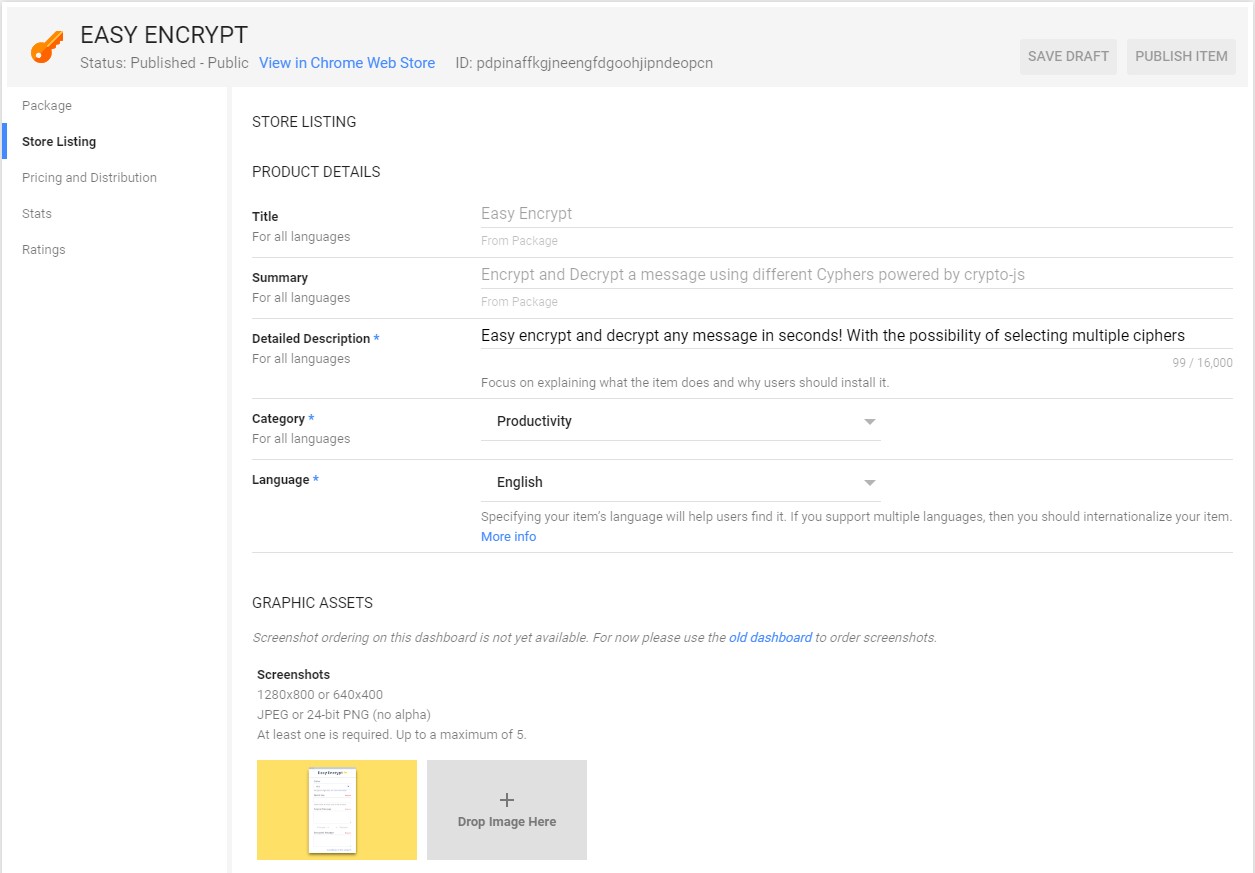 EASY ENCRYPT
Status: Published - Public View in Chrome Web Store ID: pdpinaffkgjneengfdgoohjipndeopcn
SAVE DRAFT
PUBLISH ITEM
Package
Store Listing
Pricing and Distribution
Stats
Ratings
STORE LISTING
PRODUCT DETAILS
Title
For all languages
Easy Encrypt
From Package
Summary
For all languages
Encrypt and Decrypt a message using different Cyphers powered by crypto-js
From Package
Detailed Description *
For all languages
Easy encrypt and decrypt any message in seconds! With the possibility of selecting multiple ciphers
99 / 16,000
Focus on explaining what the item does and why users should install it.
Category *
For all languages
Productivity
Language *
English
Specifying your item's language will help users find it. If you support multiple languages, then you should internationalize your item.
More info
GRAPHIC ASSETS
Screenshot ordering on this dashboard is not yet available. For now please use the old dashboard to order screenshots.
Screenshots
1280x800 or 640x400
JPEG or 24-bit PNG (no alpha)
At least one is required. Up to a maximum of 5.
Easy Encrypt
+
Drop Image Here